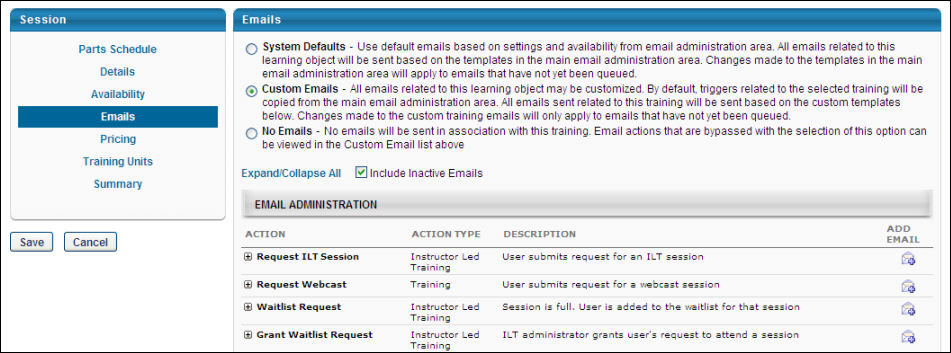 Session
Parts Schedule
Details
Availability
Emails
Pricing
Training Units
Summary
Save
Cancel
Emails
System Defaults - Use default emails based on settings and availability from email administration area. All emails related to this
learning object will be sent based on the templates in the main email administration area. Changes made to the templates in the main
email administration area will apply to emails that have not yet been queued.
Custom Emails - All emails related to this learning object may be customized. By default, triggers related to the selected training will be
copied from the main email administration area. All emails sent related to this training will be sent based on the custom templates
below. Changes made to the custom training emails will only apply to emails that have not yet been queued.
No Emails - No emails will be sent in association with this training. Email actions that are bypassed with the selection of this option can
be viewed in the Custom Email list above
Expand/Collapse All Include Inactive Emails
EMAIL ADMINISTRATION
ACTION ACTION TYPE DESCRIPTION ADD
EMAIL
Request ILT Session Instructor Led User submits request for an ILT session
Training
Request Webcast Training User submits request for a webcast session
Waitlist Request Instructor Led Session is full. User is added to the waitlist for that session
Training
Grant Waitlist Request Instructor Led ILT administrator grants user's request to attend a session
Training